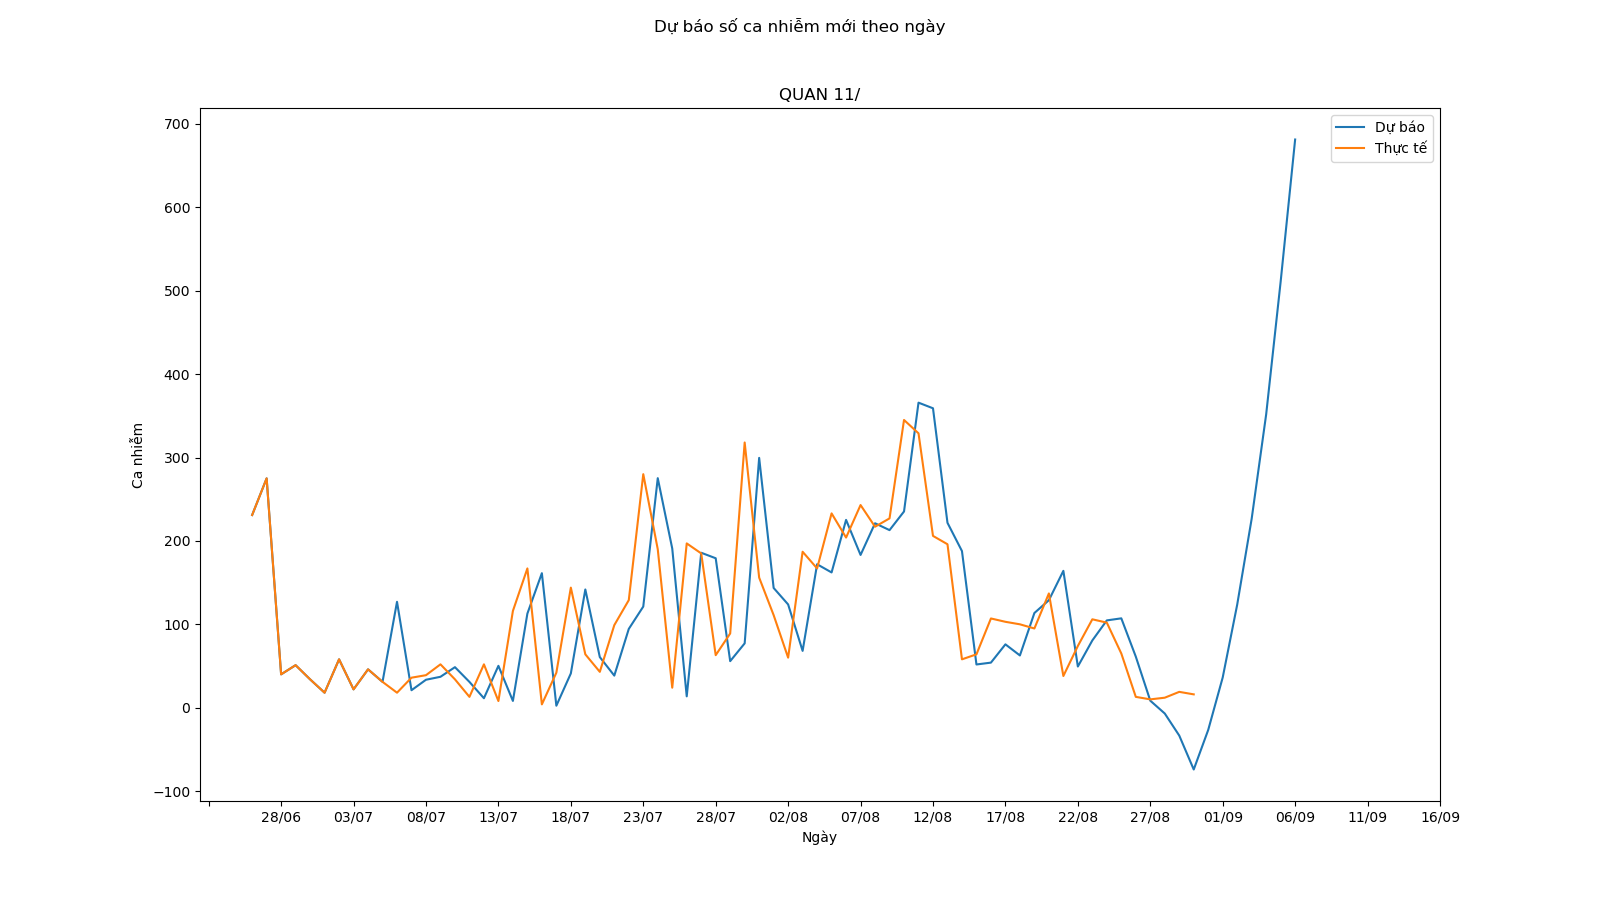 Dự báo số ca nhiễm mới theo ngày
QUAN 11/
Dự báo
Thực tế
Ca nhiễm
700
600
500
400
300
200
100
0
−100
28/06 03/07 08/07 13/07 18/07 23/07 28/07 02/08 07/08 12/08 17/08 22/08 27/08 01/09 06/09 11/09 16/09
Ngày